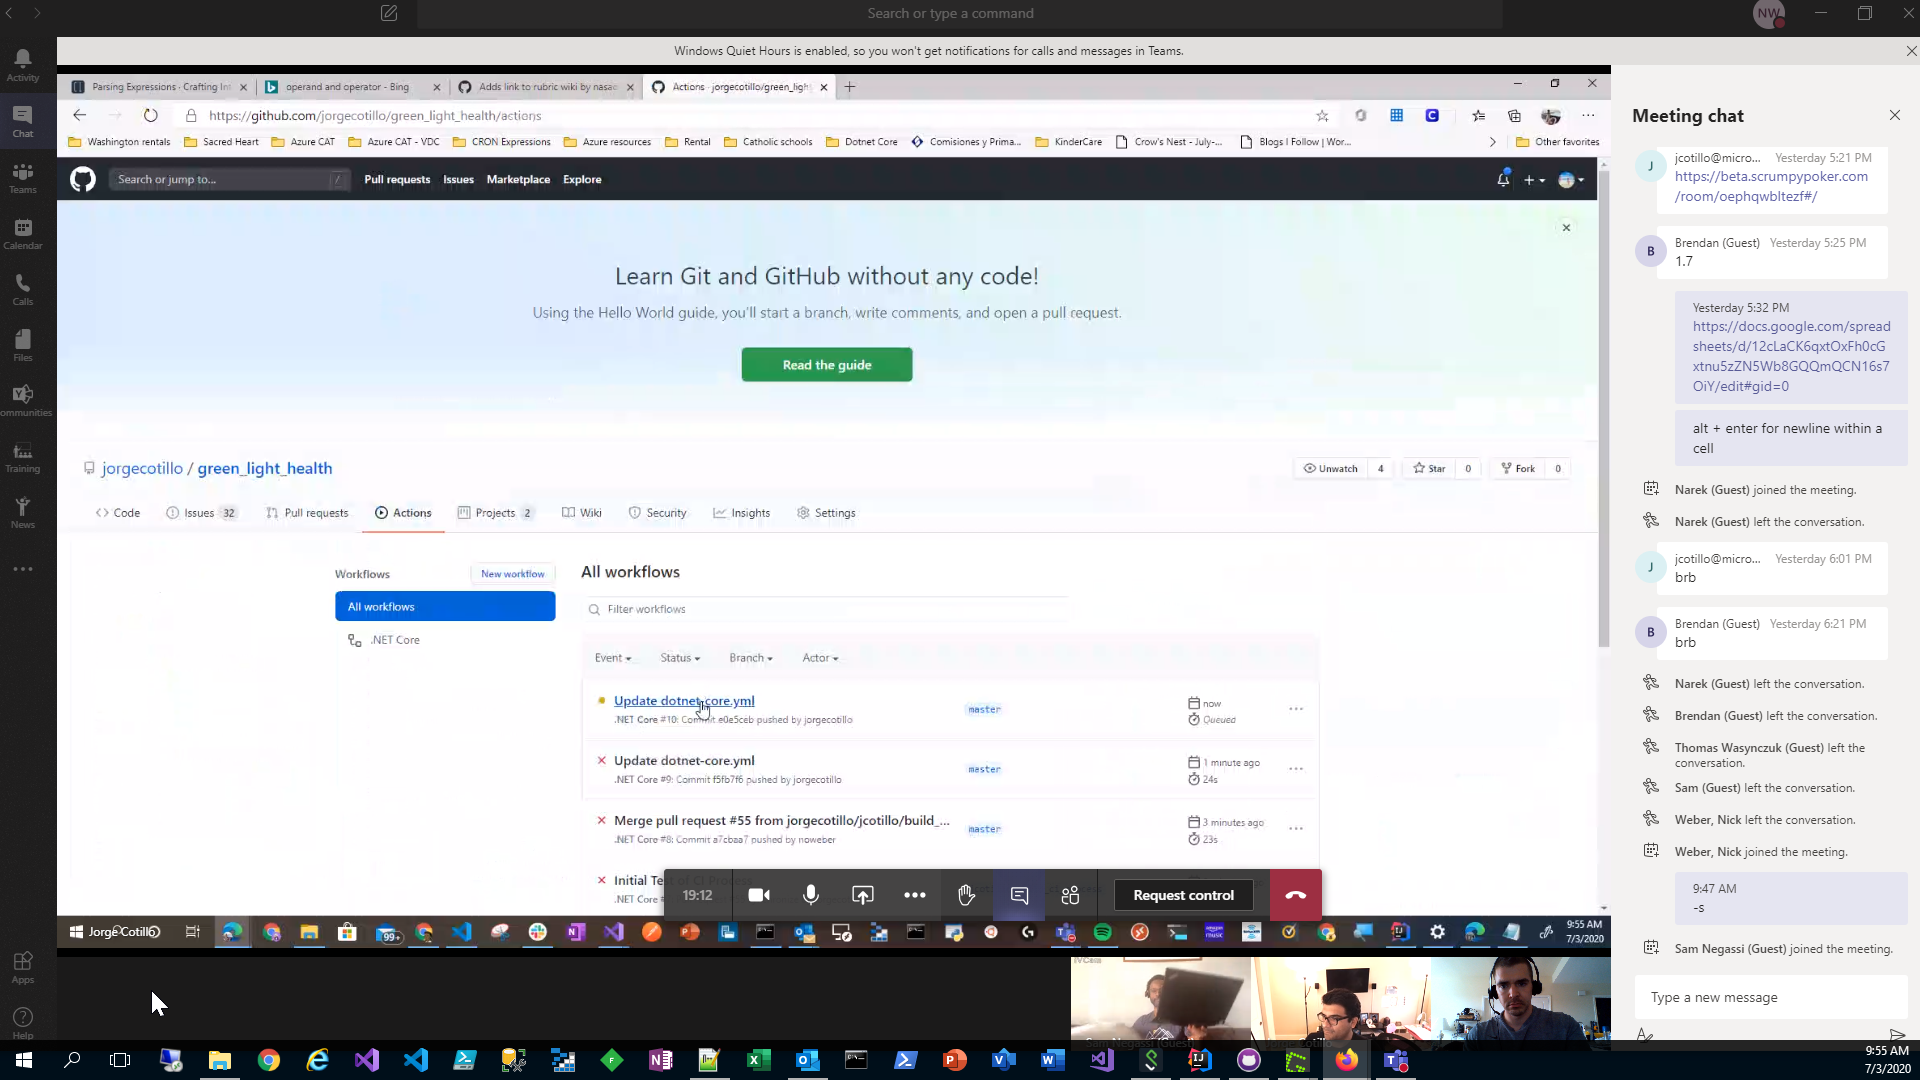 Search or type a command
NW
Windows Quiet Hours is enabled, so you won't get notifications for calls and messages in Teams.
Activity
Chat
Teams
Calendar
Calls
Files
ommunities
Training
News
Apps
Help
Parsing Expressions · Crafting Int
operand and operator - Bing
Adds link to rubric wiki by nasao
Actions · jorgecotillo/green_light
https://github.com/jorgecotillo/green_light_health/actions
Washington rentals
Sacred Heart
Azure CAT
Azure CAT - VDC
CRON Expressions
Azure resources
Rental
Catholic schools
Dotnet Core
Comisiones y Prima...
KinderCare
Crow's Nest - July-...
Blogs I Follow | Wor...
Other favorites
Search or jump to...
/
Pull requests
Issues
Marketplace
Explore
Learn Git and GitHub without any code!
Using the Hello World guide, you'll start a branch, write comments, and open a pull request.
Read the guide
jorgecotillo / green_light_health
Unwatch 4
Star 0
Fork 0
Code
Issues 32
Pull requests
Actions
Projects 2
Wiki
Security
Insights
Settings
Workflows
New workflow
All workflows
.NET Core
All workflows
Filter workflows
Event
Status
Branch
Actor
Update dotnet-core.yml
.NET Core #10: Commit e0e5ceb pushed by jorgecotillo
master
now
Queued
Update dotnet-core.yml
.NET Core #9: Commit f5fb7f6 pushed by jorgecotillo
master
1 minute ago
24s
Merge pull request #55 from jorgecotillo/jcotillo/build_...
.NET Core #8: Commit a7cbaa7 pushed by noweber
master
3 minutes ago
23s
Initial Te
.NET Core #
19:12
Request control
Jorge Cotillo
99+
9:55 AM
7/3/2020
Sam Negassi (Guest)
Meeting chat
J
jcotillo@micro... Yesterday 5:21 PM
https://beta.scrumpypoker.com
/room/oephqwbltezf#/
B
Brendan (Guest) Yesterday 5:25 PM
1.7
Yesterday 5:32 PM
https://docs.google.com/spread
sheets/d/12cLaCK6qxtOxFh0cG
xtnu5zZN5Wb8GQQmQCN16s7
OiY/edit#gid=0
alt + enter for newline within a
cell
Narek (Guest) joined the meeting.
Narek (Guest) left the conversation.
J
jcotillo@micro... Yesterday 6:01 PM
brb
B
Brendan (Guest) Yesterday 6:21 PM
brb
Narek (Guest) left the conversation.
Brendan (Guest) left the conversation.
Thomas Wasynczuk (Guest) left the
conversation.
Sam (Guest) left the conversation.
Weber, Nick left the conversation.
Weber, Nick joined the meeting.
9:47 AM
-s
Sam Negassi (Guest) joined the meeting.
Type a new message
9:55 AM
7/3/2020